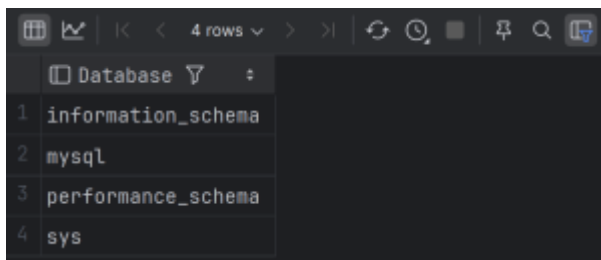 4 rows
Database
1 information_schema
2 mysql
3 performance_schema
4 sys